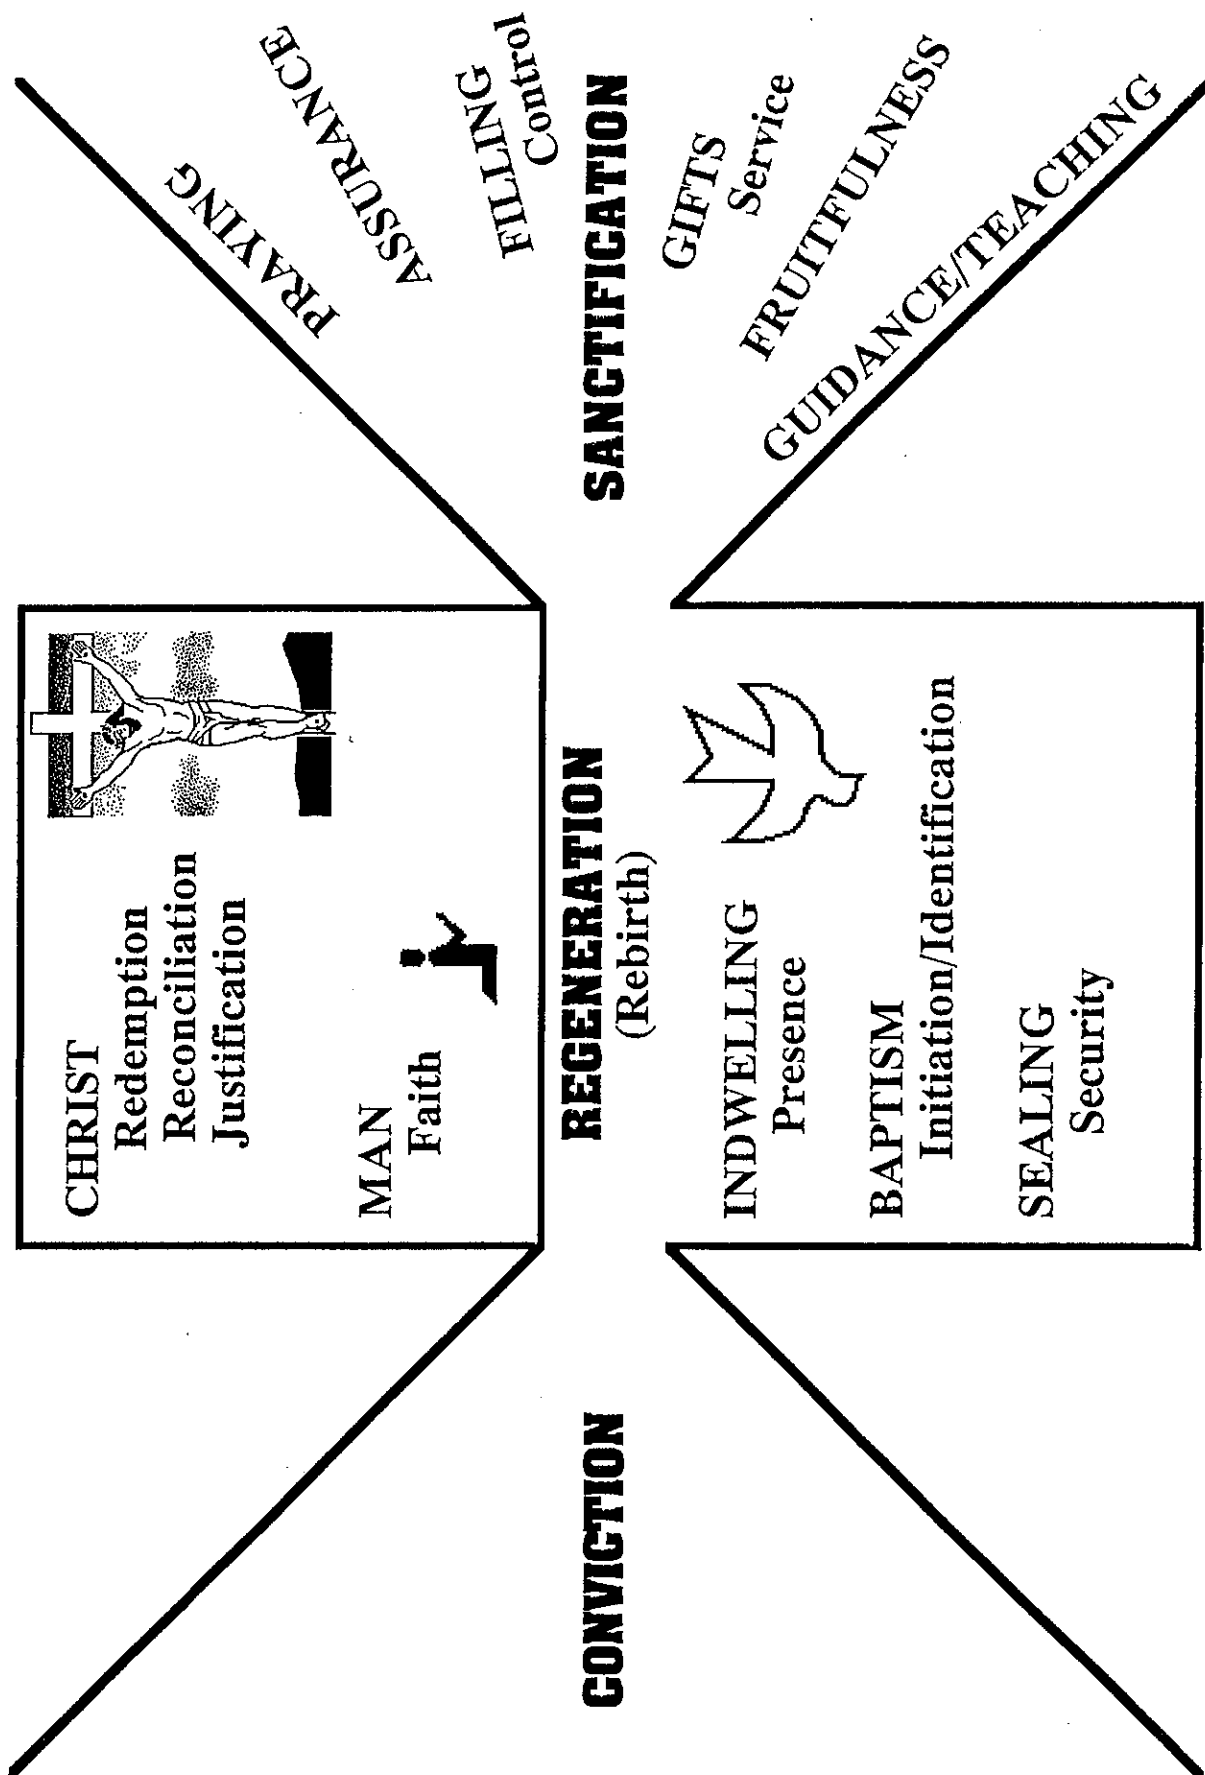 CONVICTION
CHRIST
Redemption
Reconciliation
Justification
MAN
Faith
REGENERATION
(Rebirth)
INDWELLING
Presence
BAPTISM
Initiation/Identification
SEALING
Security
SANCTIFICATION
PRAYING
ASSURANCE
FILLING
Control
GIFTS
Service
FRUITFULNESS
GUIDANCE/TEACHING